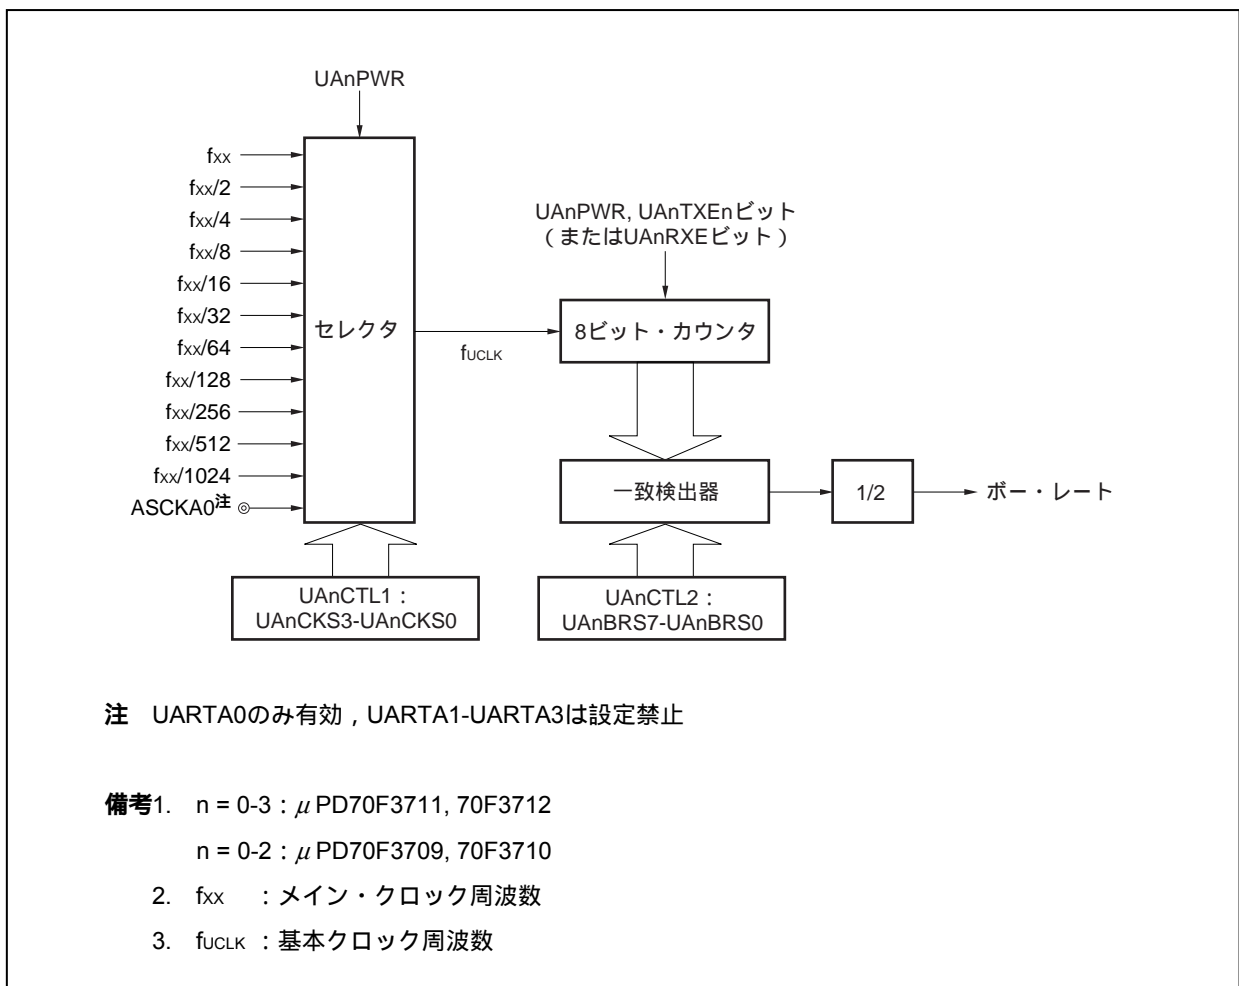 UAnPWR
fXX
fXX/2
fXX/4
fXX/8
fXX/16
fXX/32
fXX/64
fXX/128
fXX/256
fXX/512
fXX/1024
ASCKA0注
セレクタ
fUCLK
UAnPWR, UAnTXEnビット
（またはUAnRXEビット）
8ビット・カウンタ
一致検出器
1/2
ボー・レート
UAnCTL1：
UAnCKS3-UAnCKS0
UAnCTL2：
UAnBRS7-UAnBRS0
注 UARTA0のみ有効，UARTA1-UARTA3は設定禁止
備考1. n = 0-3：μPD70F3711, 70F3712
n = 0-2：μPD70F3709, 70F3710
2. fXX ：メイン・クロック周波数
3. fUCLK ：基本クロック周波数